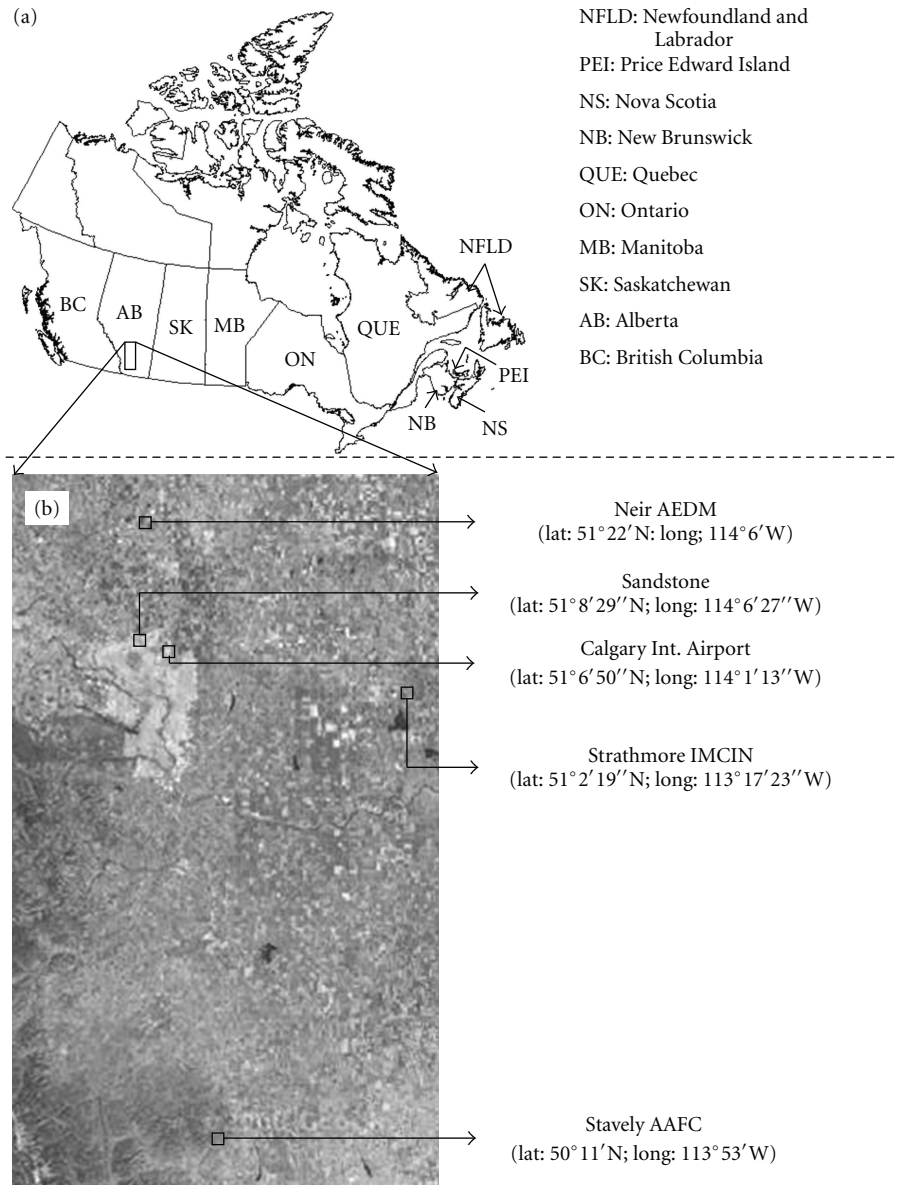 (a)
NFLD: Newfoundland and
Labrador
PEI: Price Edward Island
NS: Nova Scotia
NB: New Brunswick
QUE: Quebec
ON: Ontario
MB: Manitoba
SK: Saskatchewan
AB: Alberta
BC: British Columbia
NFLD
BC
AB
SK
MB
QUE
ON
PEI
NB
NS
(b)
Neir AEDM
(lat: 51°22′N: long; 114°6′W)
Sandstone
(lat: 51°8′29′′N; long: 114°6′27′′W)
Calgary Int. Airport
(lat: 51°6′50′′N; long: 114°1′13′′W)
Strathmore IMCIN
(lat: 51°2′19′′N; long: 113°17′23′′W)
Stavely AAFC
(lat: 50°11′N; long: 113°53′W)